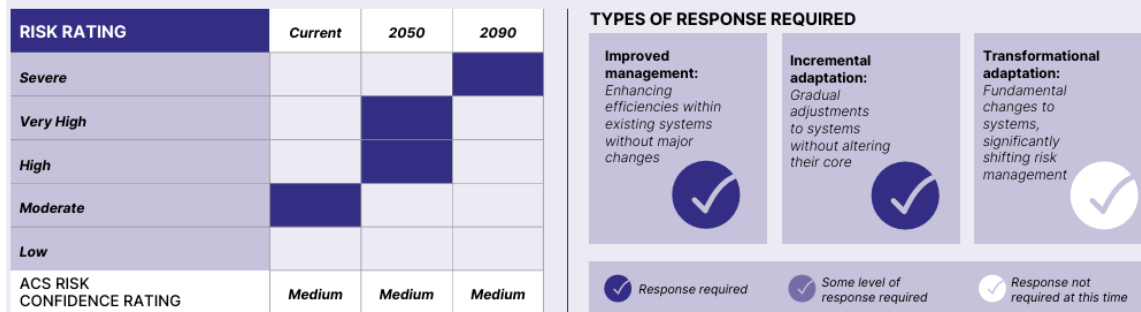 RISK RATING
Current
2050
2090
Severe
Very High
High
Moderate
Low
ACS RISK
CONFIDENCE RATING
Medium
Medium
Medium
TYPES OF RESPONSE REQUIRED
Improved
management:
Enhancing
efficiencies within
existing systems
without major
changes
Incremental
adaptation:
Gradual
adjustments
to systems
without altering
their core
Transformational
adaptation:
Fundamental
changes to
systems,
significantly
shifting risk
management
Response required
Some level of
response required
Response not
required at this time